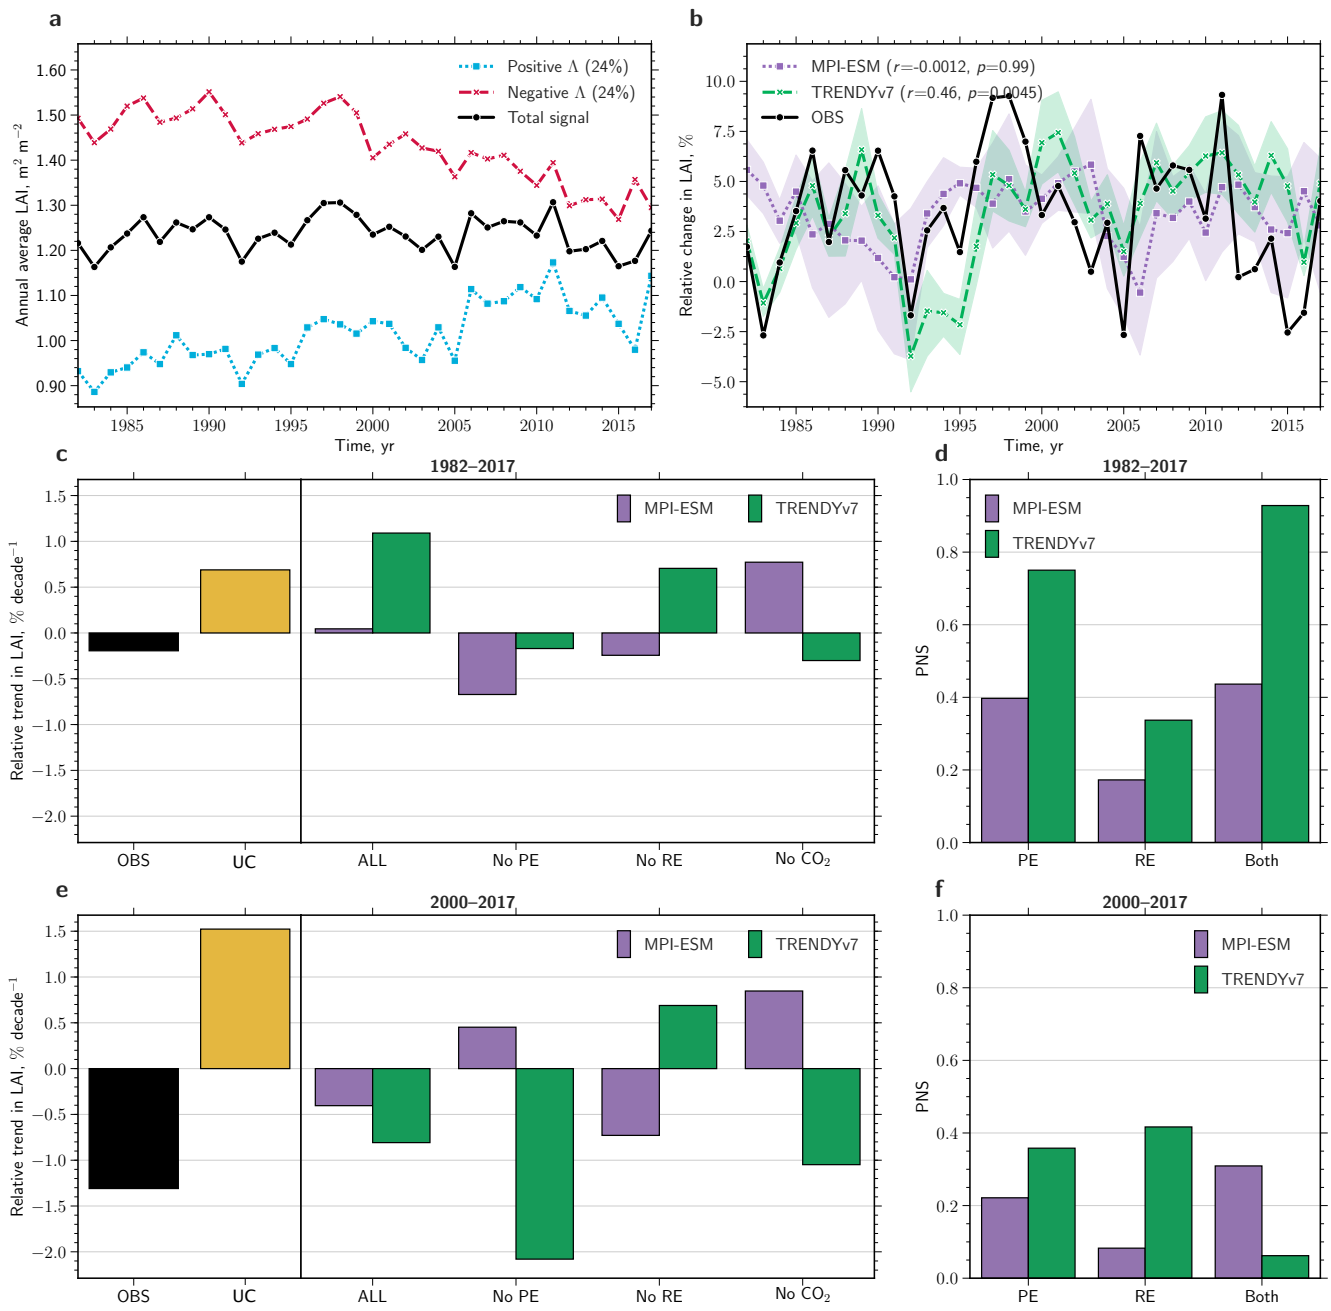 a
1.60
1.50
1.40
1.30
1.20
1.10
1.00
0.90
Annual average LAI, m² m⁻²
Positive Λ (24%)
Negative Λ (24%)
Total signal
1985 1990 1995 2000 2005 2010 2015
Time, yr
b
10.0
7.5
5.0
2.5
0.0
−2.5
−5.0
Relative change in LAI, %
MPI-ESM (r=-0.0012, p=0.99)
TRENDYv7 (r=0.46, p=0.0045)
OBS
1985 1990 1995 2000 2005 2010 2015
Time, yr
c
1982–2017
1.5
1.0
0.5
0.0
−0.5
−1.0
−1.5
−2.0
Relative trend in LAI, % decade⁻¹
MPI-ESM TRENDYv7
OBS UC ALL No PE No RE No CO₂
d
1982–2017
1.0
0.8
0.6
0.4
0.2
0.0
PNS
MPI-ESM
TRENDYv7
PE RE Both
e
2000–2017
1.5
1.0
0.5
0.0
−0.5
−1.0
−1.5
−2.0
Relative trend in LAI, % decade⁻¹
MPI-ESM TRENDYv7
OBS UC ALL No PE No RE No CO₂
f
2000–2017
1.0
0.8
0.6
0.4
0.2
0.0
PNS
MPI-ESM
TRENDYv7
PE RE Both